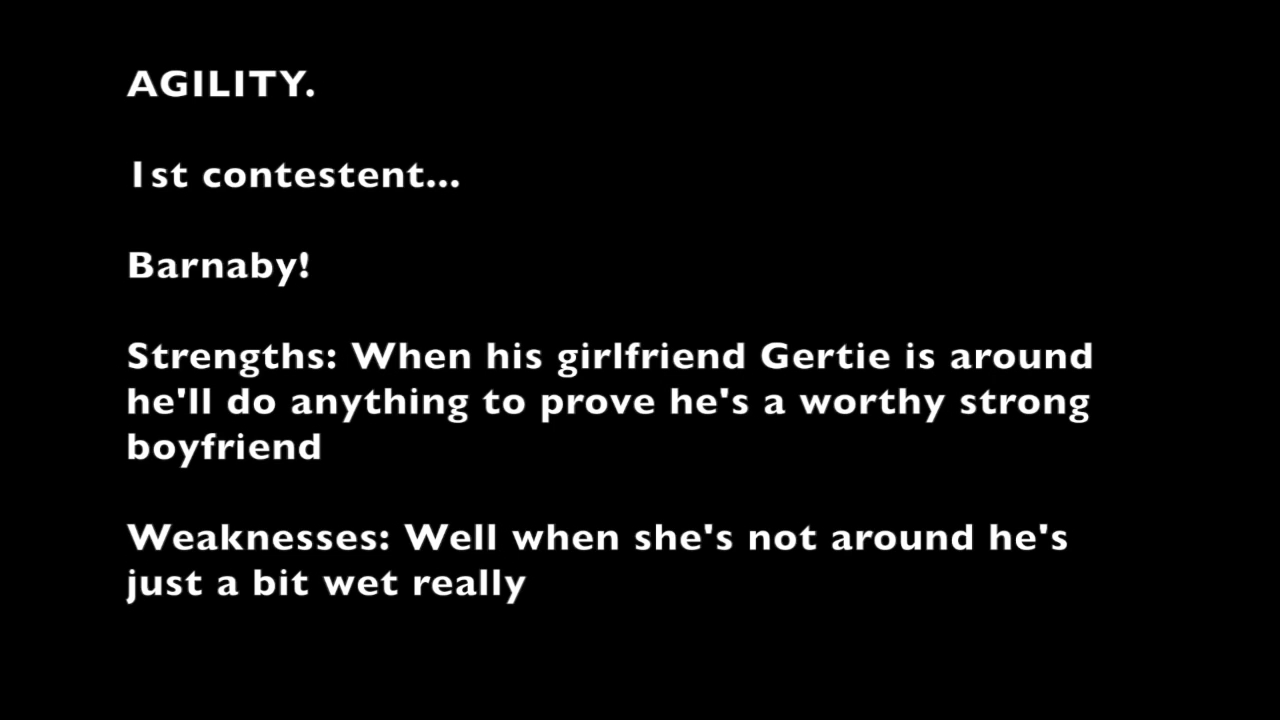 AGILITY.
1st contestent...
Barnaby!
Strengths: When his girlfriend Gertie is around
he'll do anything to prove he's a worthy strong
boyfriend
Weaknesses: Well when she's not around he's
just a bit wet really